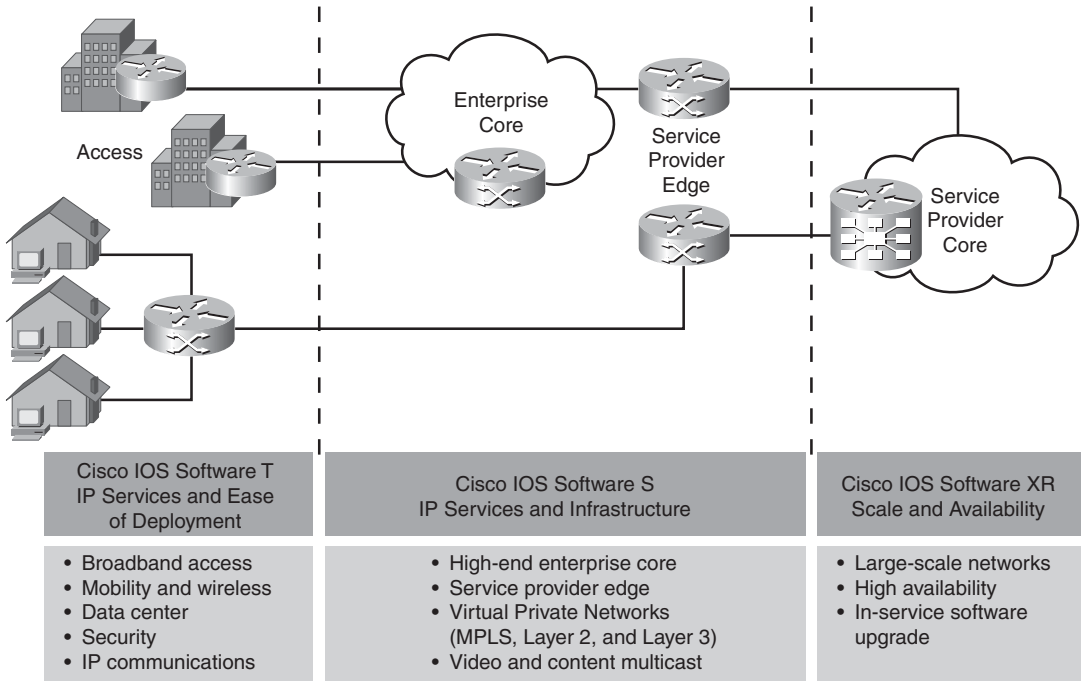 Access
Enterprise
Core
Service
Provider
Edge
Service
Provider
Core
Cisco IOS Software T
IP Services and Ease
of Deployment
• Broadband access
• Mobility and wireless
• Data center
• Security
• IP communications
Cisco IOS Software S
IP Services and Infrastructure
• High-end enterprise core
• Service provider edge
• Virtual Private Networks
(MPLS, Layer 2, and Layer 3)
• Video and content multicast
Cisco IOS Software XR
Scale and Availability
• Large-scale networks
• High availability
• In-service software
upgrade